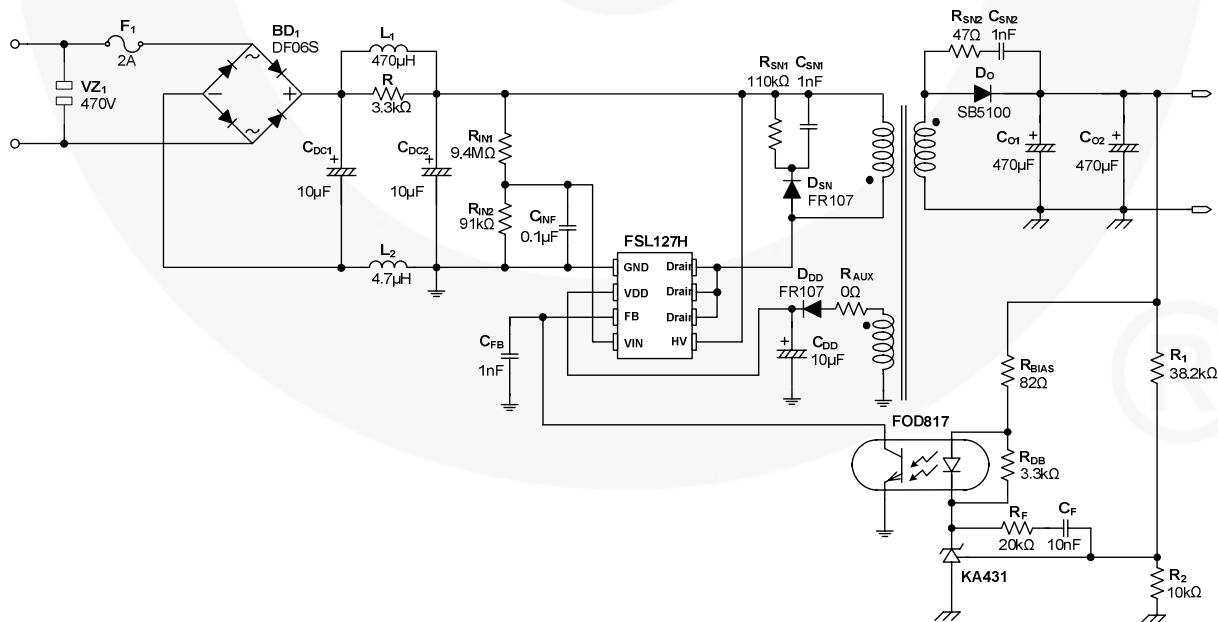 F1
2A
VZ1
470V
BD1
DF06S
L1
470µH
R
3.3kΩ
CDC1
10µF
CDC2
10µF
L2
4.7µH
RIN1
9.4MΩ
RIN2
91kΩ
CINF
0.1µF
FSL127H
GND
VDD
FB
VIN
Drain
Drain
Drain
HV
CFB
1nF
RSN1
110kΩ
CSN1
1nF
DSN
FR107
DDD
FR107
RAUX
0Ω
CDD
10µF
RSN2
47Ω
CSN2
1nF
DO
SB5100
CO1
470µF
CO2
470µF
RBIAS
82Ω
R1
38.2kΩ
FOD817
RDB
3.3kΩ
RF
20kΩ
CF
10nF
KA431
R2
10kΩ
®